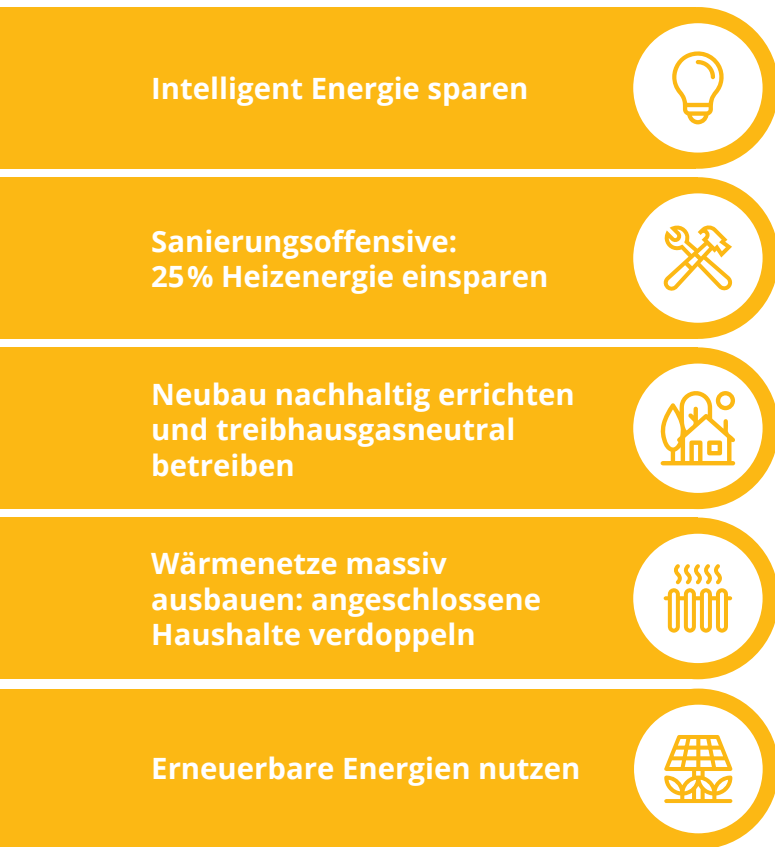 Intelligent Energie sparen
Sanierungsoffensive:
25% Heizenergie einsparen
Neubau nachhaltig errichten
und treibhausgasneutral
betreiben
Wärmenetze massiv
ausbauen: angeschlossene
Haushalte verdoppeln
Erneuerbare Energien nutzen